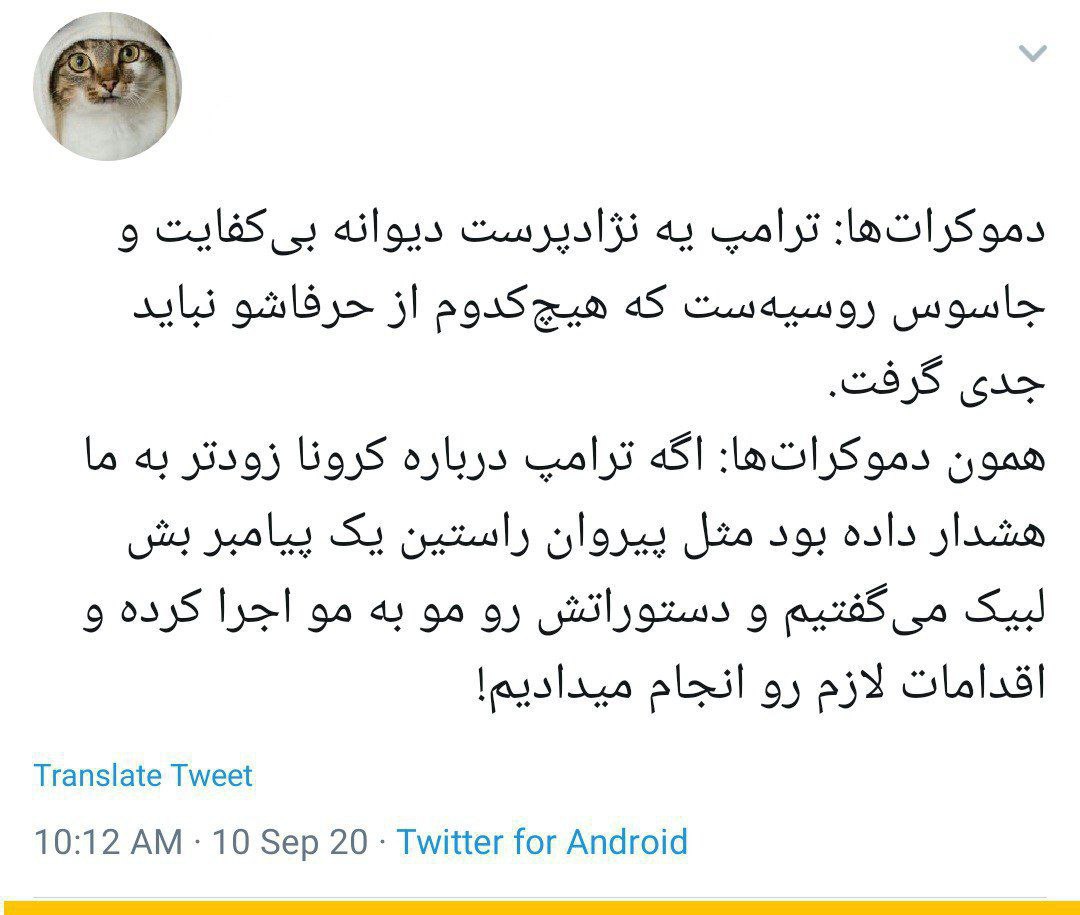 دموکرات‌ها: ترامپ یه نژادپرست دیوانه بی‌کفایت و
جاسوس روسیه‌ست که هیچ‌کدوم از حرفاشو نباید
جدی گرفت.
همون دموکرات‌ها: اگه ترامپ درباره کرونا زودتر به ما
هشدار داده بود مثل پیروان راستین یک پیامبر بش
لبیک می‌گفتیم و دستوراتش رو مو به مو اجرا کرده و
اقدامات لازم رو انجام میدادیم!
Translate Tweet
10:12 AM · 10 Sep 20 · Twitter for Android